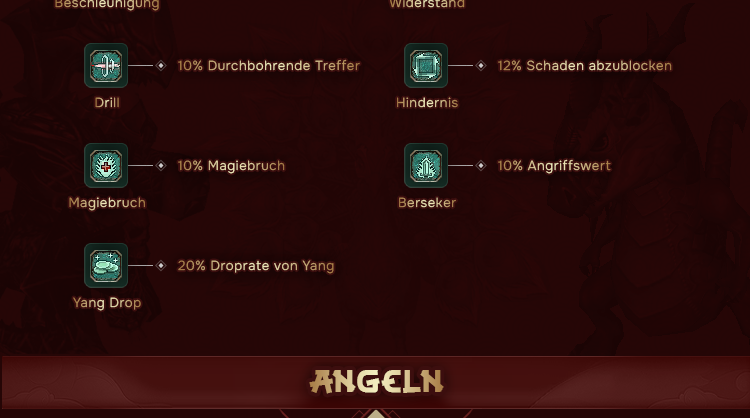 Beschleunigung
Widerstand
10% Durchbohrende Treffer
Drill
12% Schaden abzublocken
Hindernis
10% Magiebruch
Magiebruch
10% Angriffswert
Berseker
20% Droprate von Yang
Yang Drop
ANGELN